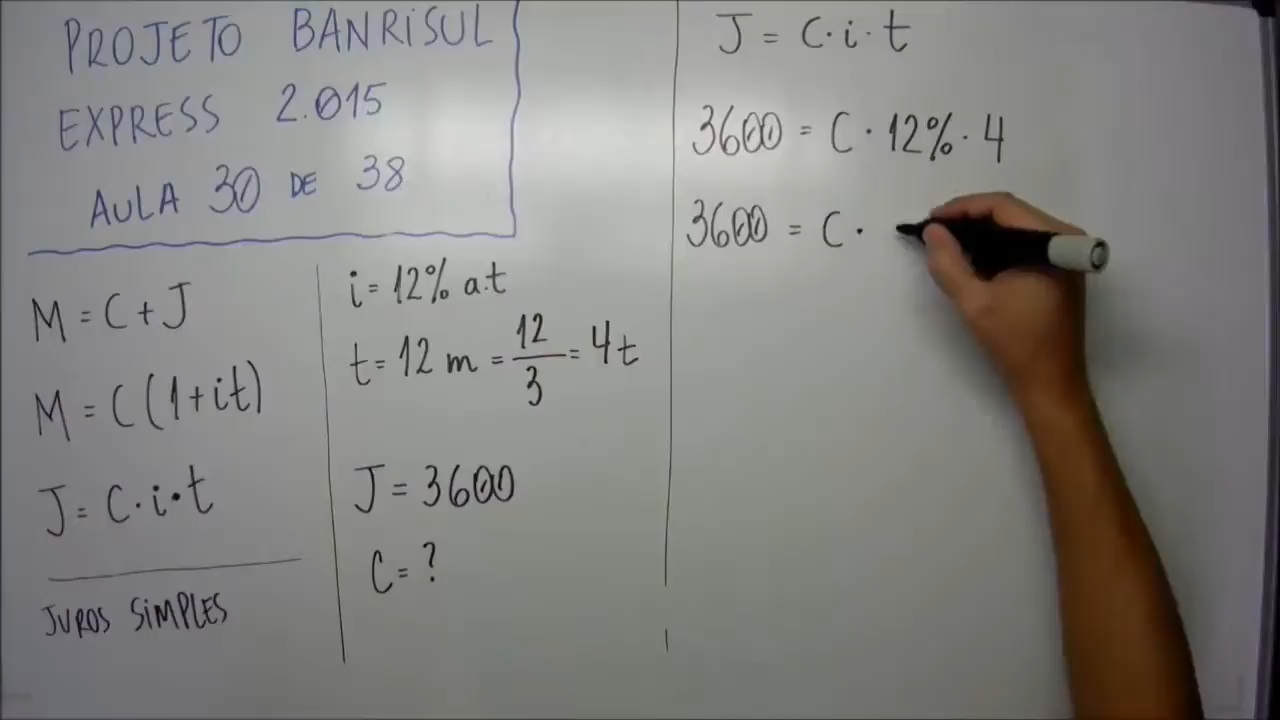 PROJETO BANRISUL
EXPRESS 2.015
AULA 30 DE 38
M = C + J
M = C (1 + it)
J = C · i · t
JUROS SIMPLES
i = 12% a.t
t = 12 m = 12/3 = 4t
J = 3600
C = ?
J = C · i · t
3600 = C · 12% · 4
3600 = C ·